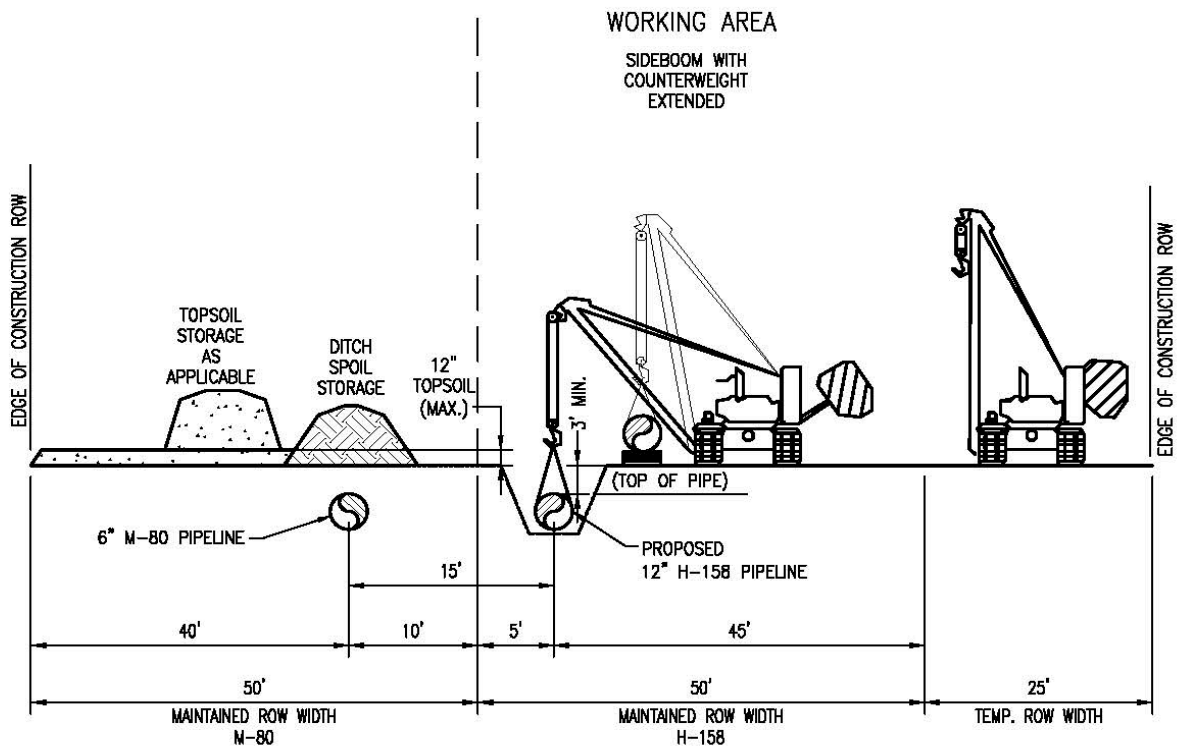 WORKING AREA
SIDEBOOM WITH
COUNTERWEIGHT
EXTENDED
EDGE OF CONSTRUCTION ROW
TOPSOIL
STORAGE
AS
APPLICABLE
DITCH
SPOIL
STORAGE
12"
TOPSOIL
(MAX.)
3' MIN.
(TOP OF PIPE)
EDGE OF CONSTRUCTION ROW
6" M-80 PIPELINE
PROPOSED
12" H-158 PIPELINE
15'
40'
10'
5'
45'
50'
MAINTAINED ROW WIDTH
M-80
50'
MAINTAINED ROW WIDTH
H-158
25'
TEMP. ROW WIDTH